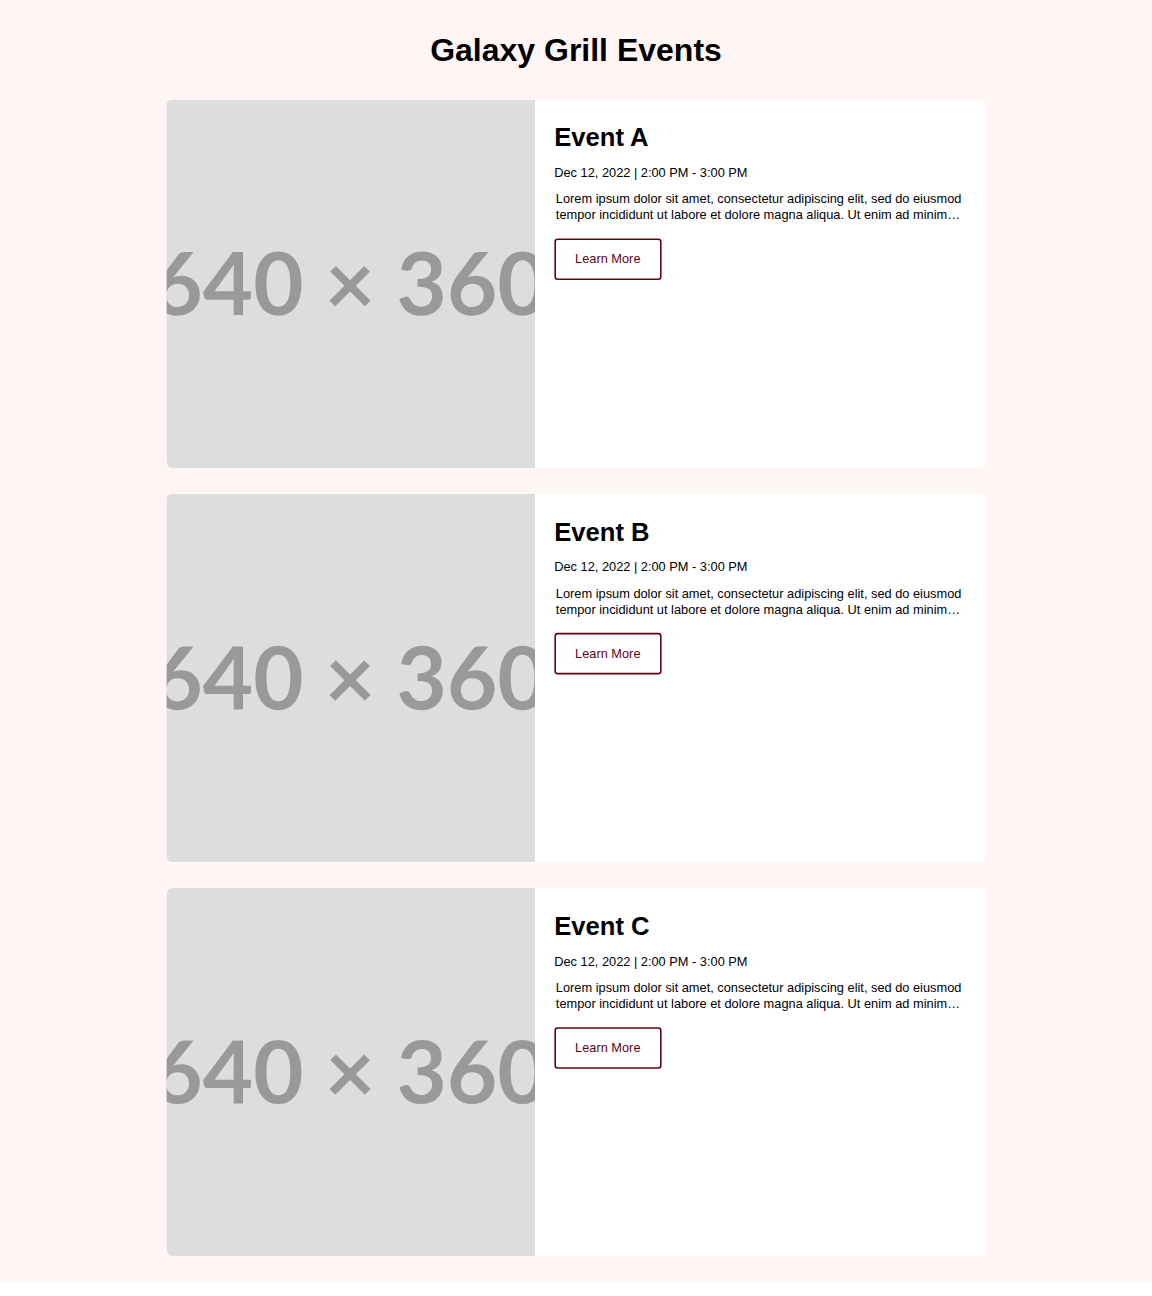 Galaxy Grill Events
640 × 360
Event A
Dec 12, 2022 | 2:00 PM - 3:00 PM
Lorem ipsum dolor sit amet, consectetur adipiscing elit, sed do eiusmod
tempor incididunt ut labore et dolore magna aliqua. Ut enim ad minim…
Learn More
640 × 360
Event B
Dec 12, 2022 | 2:00 PM - 3:00 PM
Lorem ipsum dolor sit amet, consectetur adipiscing elit, sed do eiusmod
tempor incididunt ut labore et dolore magna aliqua. Ut enim ad minim…
Learn More
640 × 360
Event C
Dec 12, 2022 | 2:00 PM - 3:00 PM
Lorem ipsum dolor sit amet, consectetur adipiscing elit, sed do eiusmod
tempor incididunt ut labore et dolore magna aliqua. Ut enim ad minim…
Learn More